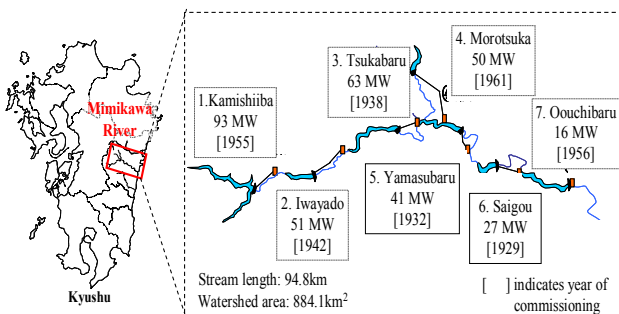 Mimikawa
River
Kyushu
1.Kamishiiba
93 MW
[1955]
2. Iwayado
51 MW
[1942]
3. Tsukabaru
63 MW
[1938]
4. Morotsuka
50 MW
[1961]
5. Yamasubaru
41 MW
[1932]
6. Saigou
27 MW
[1929]
7. Oouchibaru
16 MW
[1956]
Stream length: 94.8km
Watershed area: 884.1km²
[ ] indicates year of
commissioning